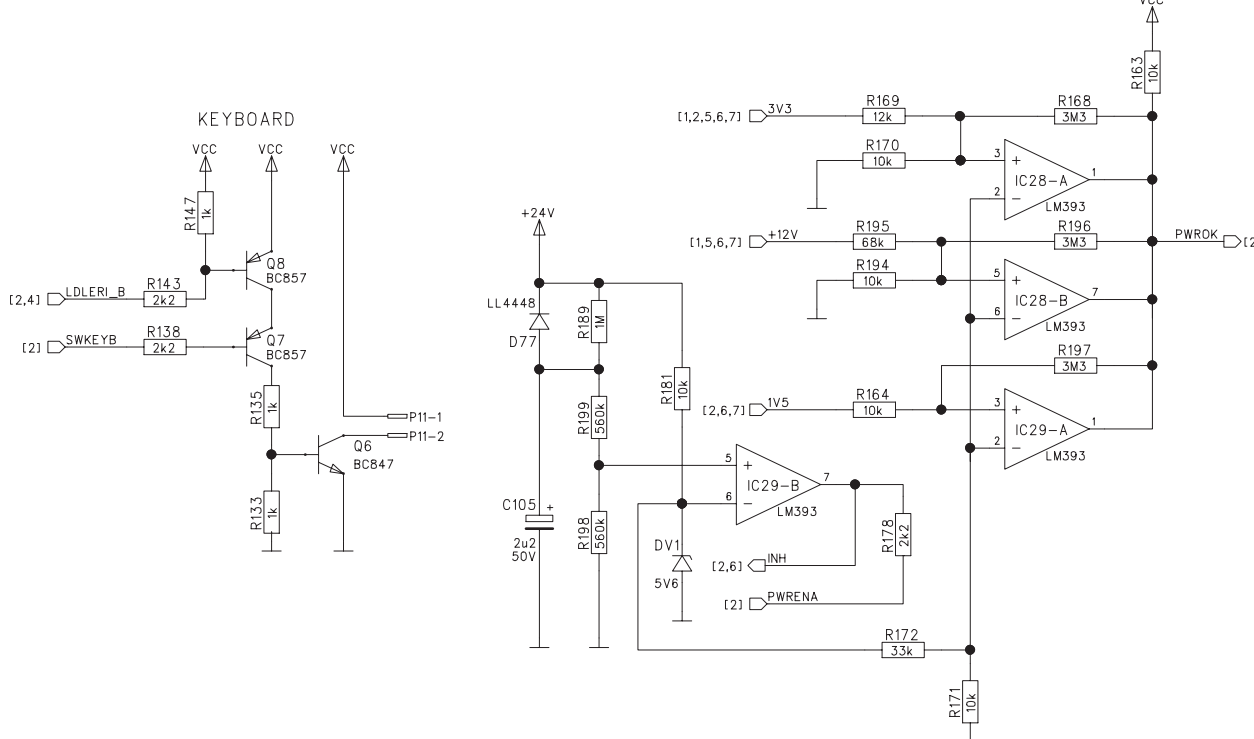 VCC
R163
10k
[1,2,5,6,7]
3V3
R169
12k
R168
3M3
R170
10k
3
+
2
−
1
IC28-A
LM393
KEYBOARD
VCC
VCC
VCC
R147
1k
Q8
BC857
[2,4]
LDLERI_B
R143
2k2
[2]
SWKEYB
R138
2k2
Q7
BC857
R135
1k
P11-1
P11-2
Q6
BC847
R133
1k
+24V
LL4448
D77
R189
1M
R181
10k
R199
560k
C105
+
2u2
50V
R198
560k
DV1
5V6
5
+
6
−
7
IC29-B
LM393
R178
2k2
[2,6]
INH
[2]
PWRENA
[1,5,6,7]
+12V
R195
68k
R196
3M3
PWROK
[2
R194
10k
5
+
6
−
7
IC28-B
LM393
R197
3M3
[2,6,7]
1V5
R164
10k
3
+
2
−
1
IC29-A
LM393
R172
33k
R171
10k